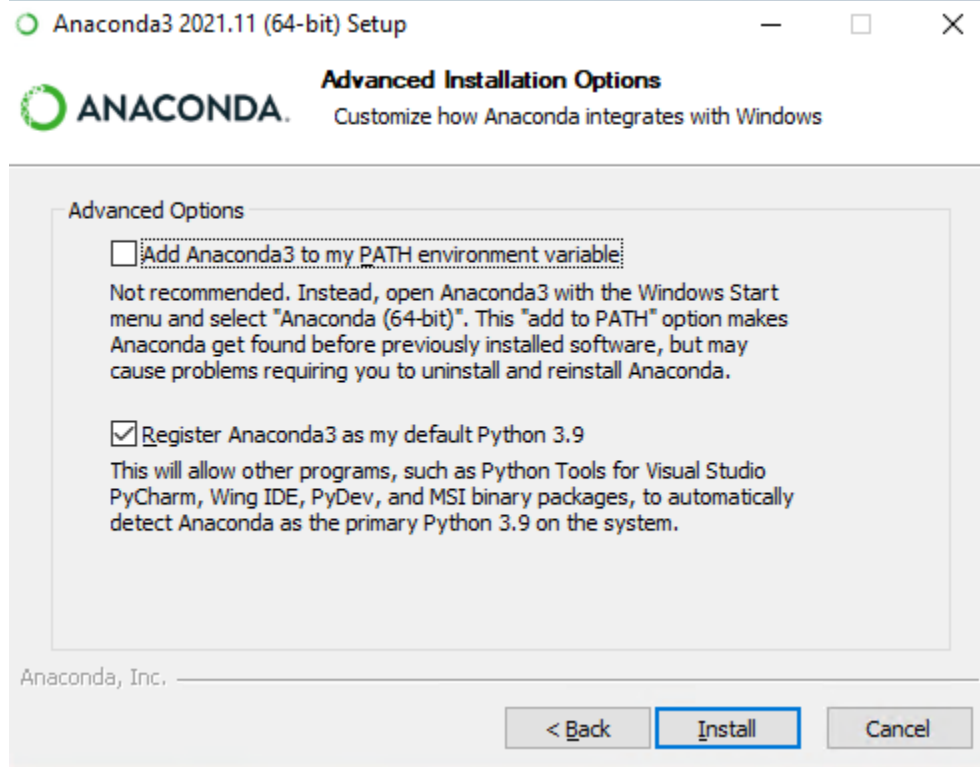 Anaconda3 2021.11 (64-bit) Setup
ANACONDA.
Advanced Installation Options
Customize how Anaconda integrates with Windows
Advanced Options
Add Anaconda3 to my PATH environment variable
Not recommended. Instead, open Anaconda3 with the Windows Start
menu and select "Anaconda (64-bit)". This "add to PATH" option makes
Anaconda get found before previously installed software, but may
cause problems requiring you to uninstall and reinstall Anaconda.
Register Anaconda3 as my default Python 3.9
This will allow other programs, such as Python Tools for Visual Studio
PyCharm, Wing IDE, PyDev, and MSI binary packages, to automatically
detect Anaconda as the primary Python 3.9 on the system.
Anaconda, Inc.
< Back
Install
Cancel